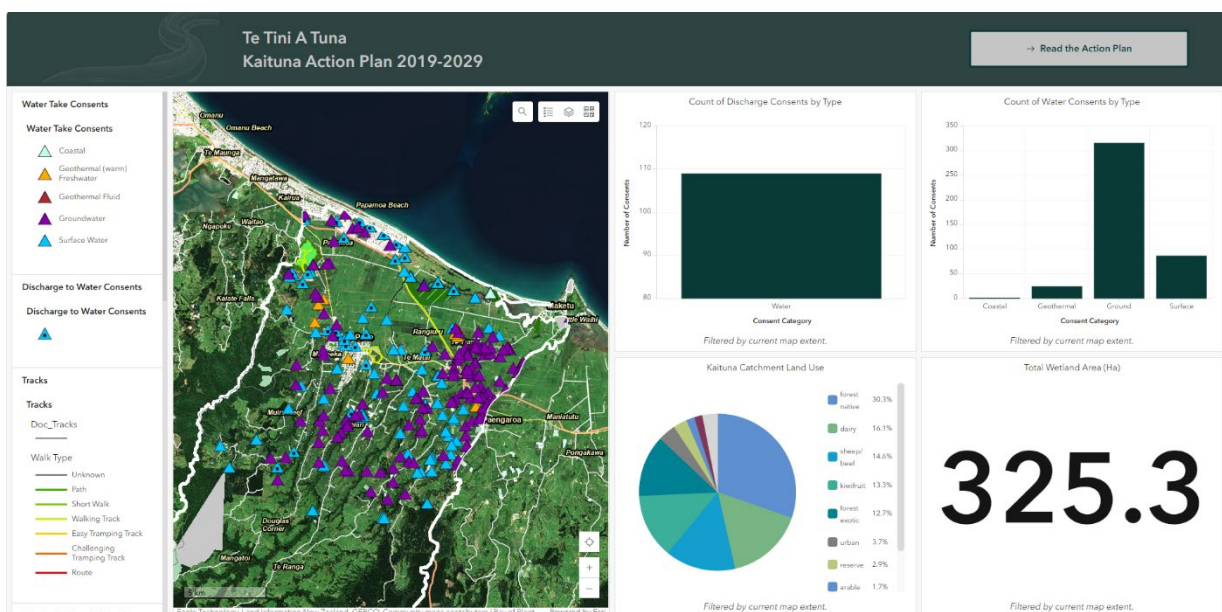 Te Tini A Tuna
Kaituna Action Plan 2019-2029
→ Read the Action Plan
Water Take Consents
Water Take Consents
Coastal
Geothermal (warm)
Freshwater
Geothermal Fluid
Groundwater
Surface Water
Discharge to Water Consents
Discharge to Water Consents
Tracks
Tracks
Doc_Tracks
Walk Type
Unknown
Path
Short Walk
Walking Track
Easy Tramping Track
Challenging
Tramping Track
Route
Omanu
Omanu Beach
Te Maunga
Mangatawa
Kairua
Papamoa Beach
Ngapeke
Waitao
Kaiate Falls
Maketu
Rangiuru
Te Matai
Paengaroa
Maniatutu
Pongakawa
Douglas
Corner
Mangatoi
Te Ranga
5 km
Powered by Esri
Count of Discharge Consents by Type
120
110
100
90
80
Number of Consents
Water
Consent Category
Filtered by current map extent.
Count of Water Consents by Type
350
300
250
200
150
100
50
0
Number of Consents
Coastal Geothermal Ground Surface
Consent Category
Filtered by current map extent.
Kaituna Catchment Land Use
forest
native 30.3%
dairy 16.1%
sheep/
beef 14.6%
kiwifruit 13.3%
forest
exotic 12.7%
urban 3.7%
reserve 2.9%
arable 1.7%
Filtered by current map extent.
Total Wetland Area (Ha)
325.3
Filtered by current map extent.